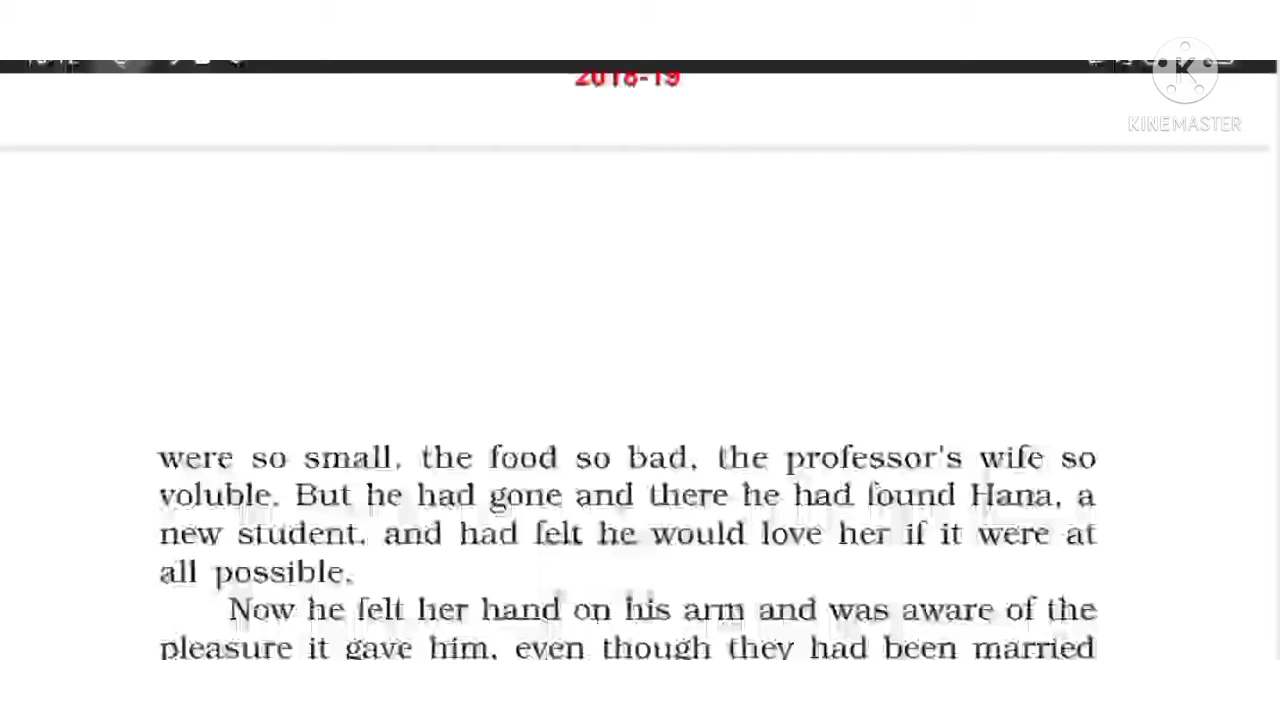 2018-19
KINEMASTER
were so small, the food so bad, the professor's wife so
voluble. But he had gone and there he had found Hana, a
new student, and had felt he would love her if it were at
all possible.
Now he felt her hand on his arm and was aware of the
pleasure it gave him, even though they had been married